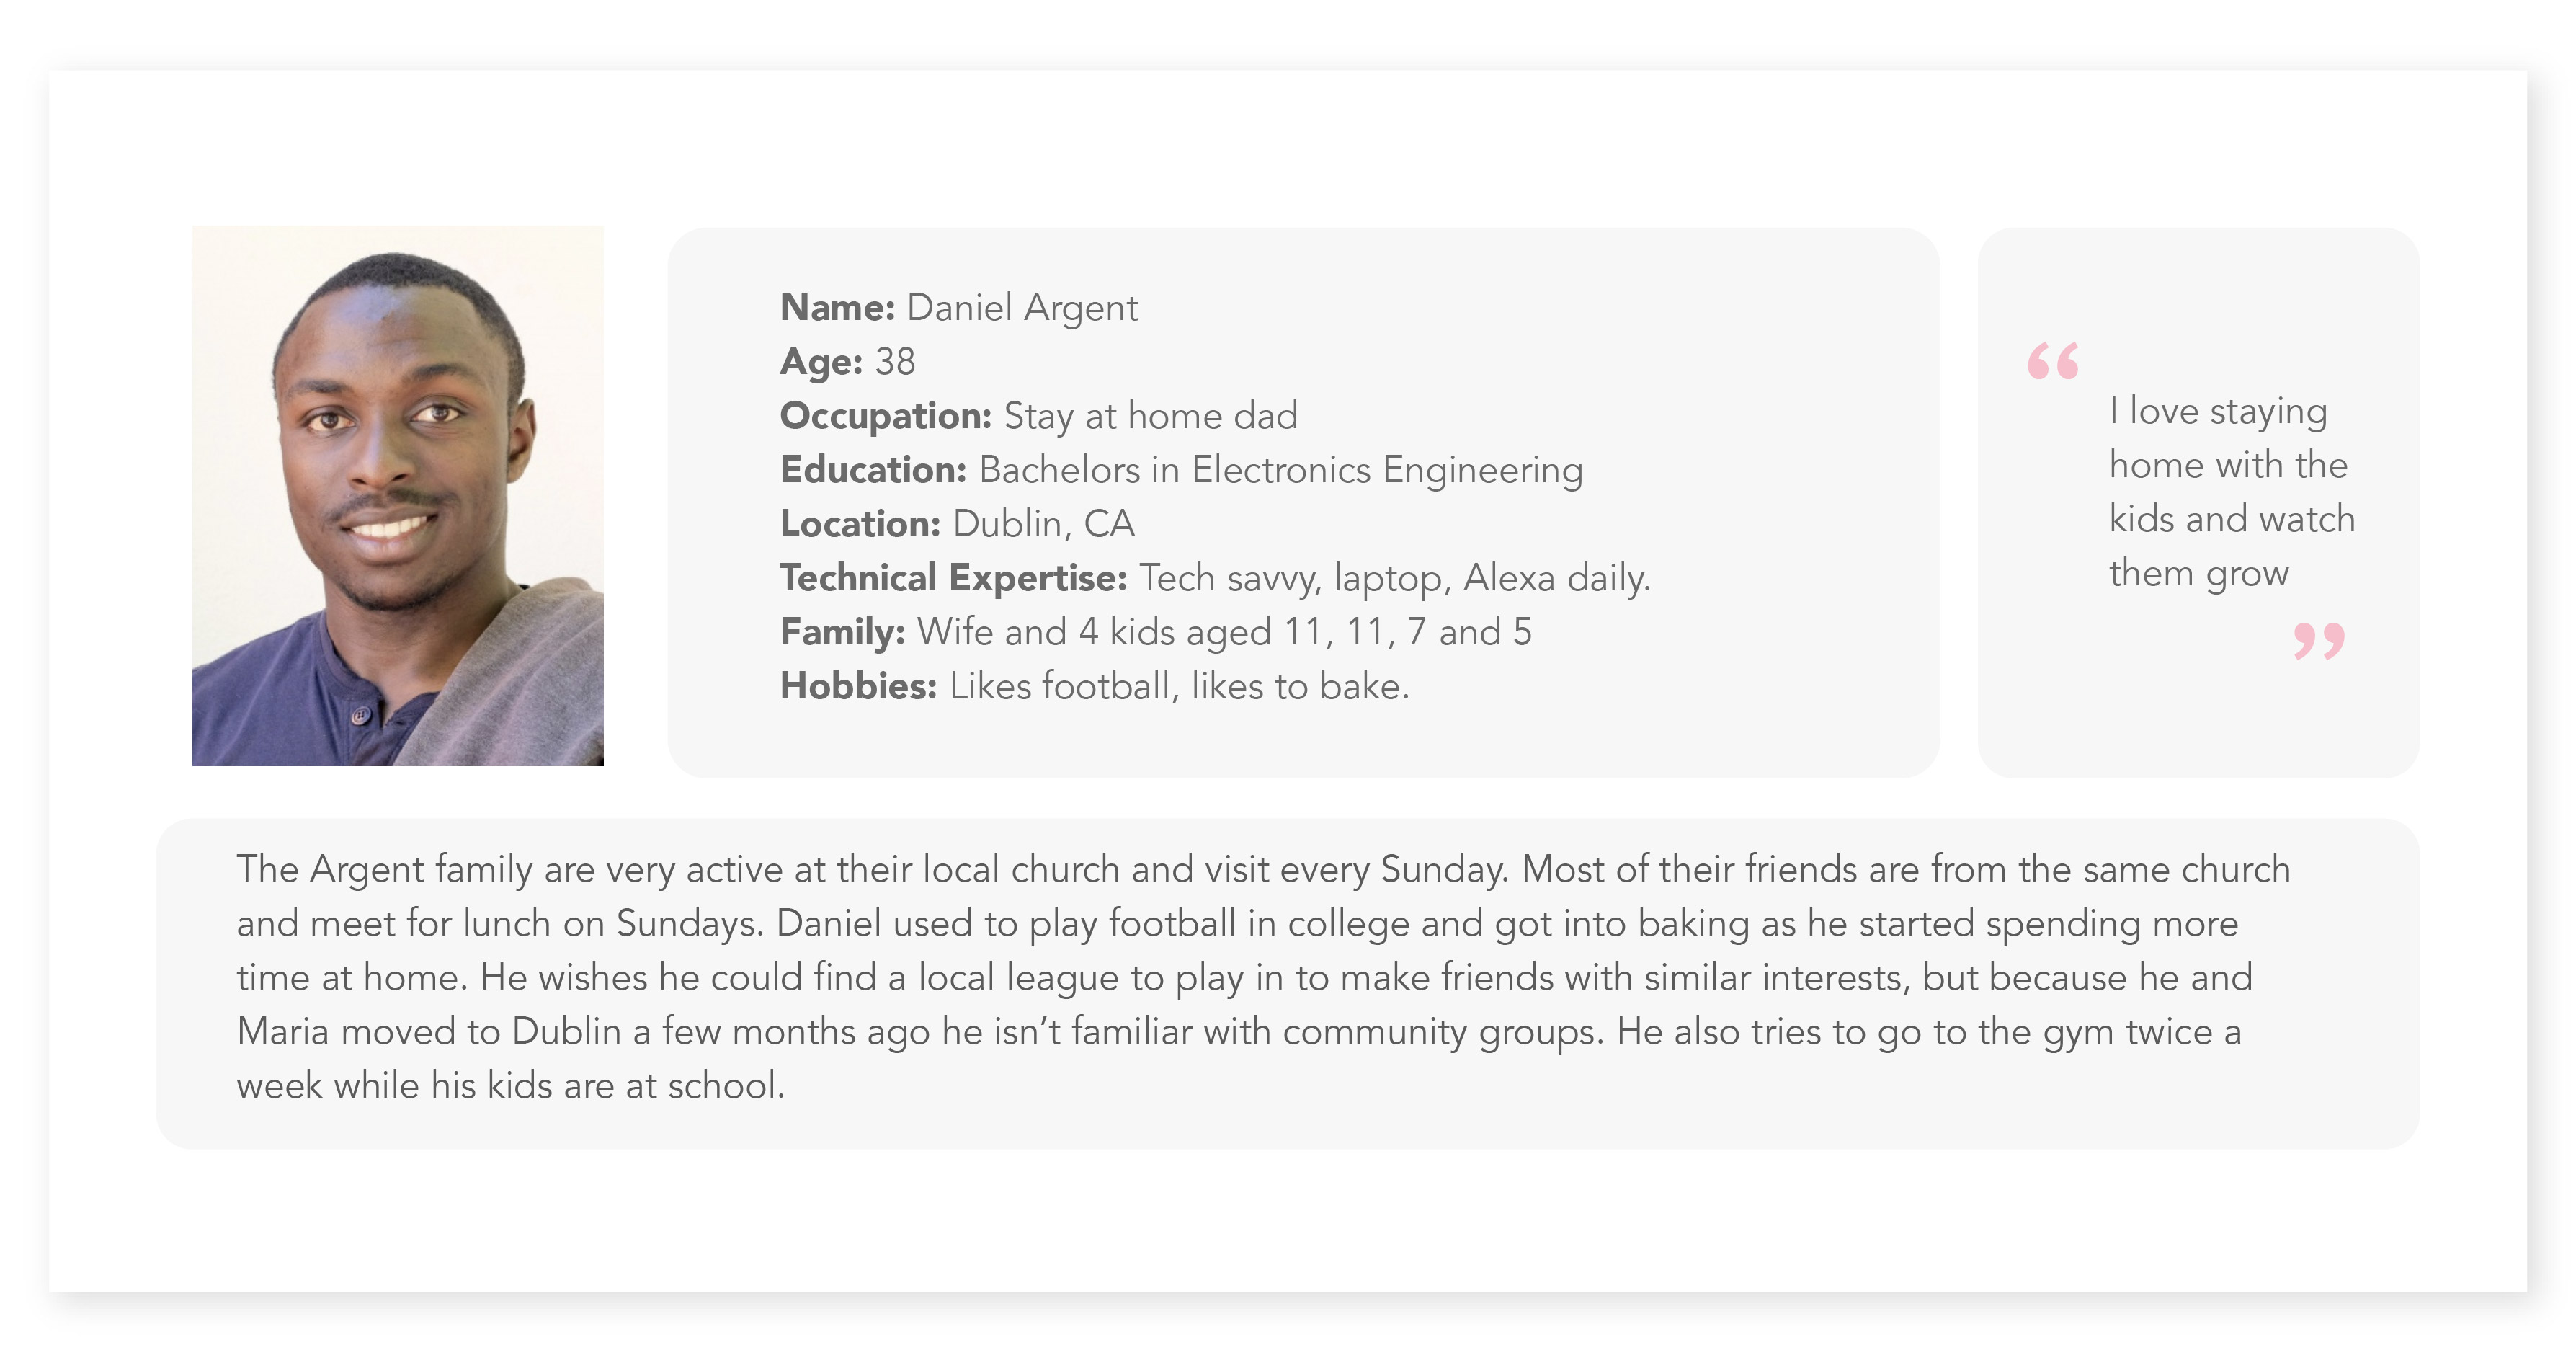 Name: Daniel Argent
Age: 38
Occupation: Stay at home dad
Education: Bachelors in Electronics Engineering
Location: Dublin, CA
Technical Expertise: Tech savvy, laptop, Alexa daily.
Family: Wife and 4 kids aged 11, 11, 7 and 5
Hobbies: Likes football, likes to bake.
“
I love staying
home with the
kids and watch
them grow
”
The Argent family are very active at their local church and visit every Sunday. Most of their friends are from the same church
and meet for lunch on Sundays. Daniel used to play football in college and got into baking as he started spending more
time at home. He wishes he could find a local league to play in to make friends with similar interests, but because he and
Maria moved to Dublin a few months ago he isn’t familiar with community groups. He also tries to go to the gym twice a
week while his kids are at school.